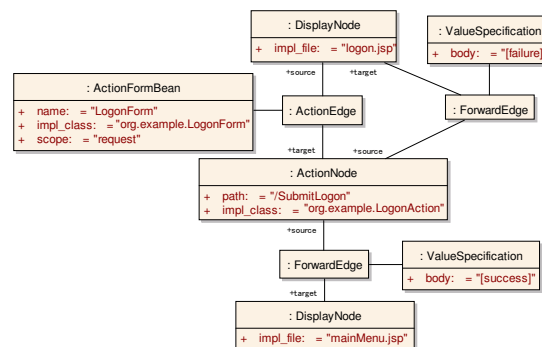 : DisplayNode
+ impl_file: = "logon.jsp"
: ValueSpecification
+ body: = "[failure]
+source
+target
: ActionFormBean
+ name: = "LogonForm"
+ impl_class: = "org.example.LogonForm"
+ scope: = "request"
: ActionEdge
: ForwardEdge
+target
+source
: ActionNode
+ path: = "/SubmitLogon"
+ impl_class: = "org.example.LogonAction"
+source
: ForwardEdge
: ValueSpecification
+ body: = "[success]"
+target
: DisplayNode
+ impl_file: = "mainMenu.jsp"